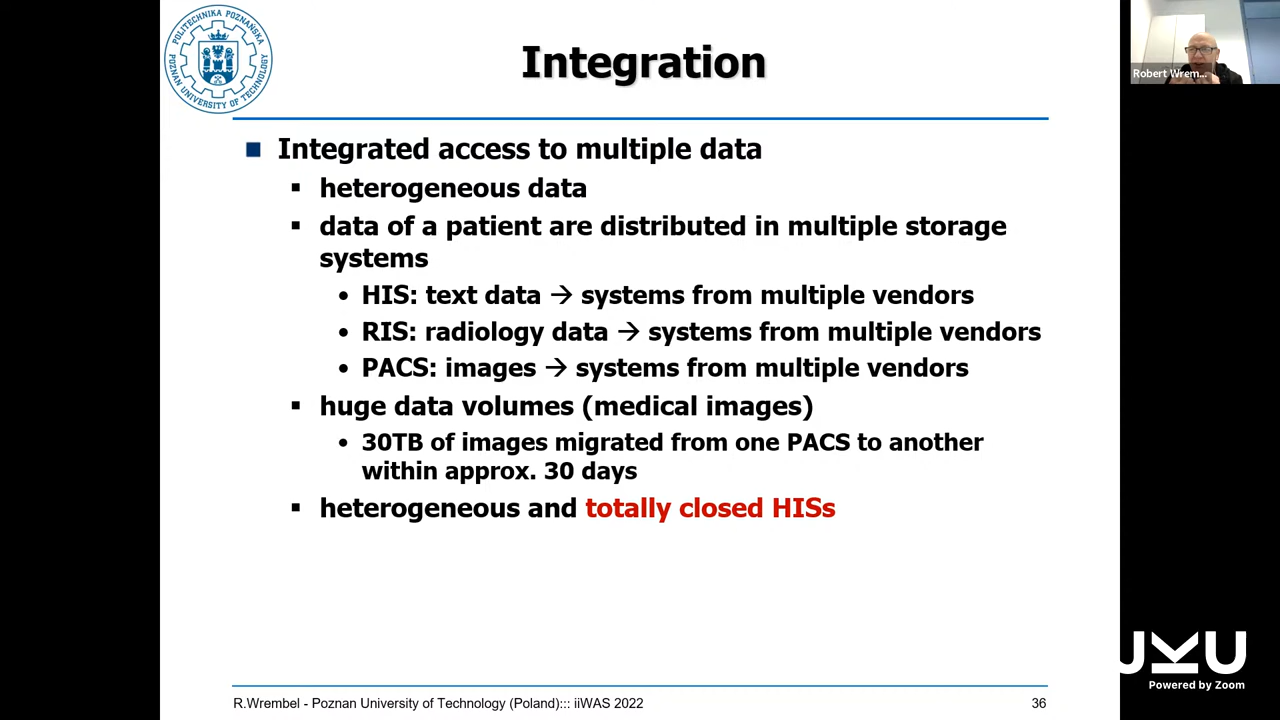 POLITECHNIKA POZNAŃSKA
POZNAN UNIVERSITY OF TECHNOLOGY
Integration
Robert Wrem...
■ Integrated access to multiple data
▪ heterogeneous data
▪ data of a patient are distributed in multiple storage
systems
• HIS: text data → systems from multiple vendors
• RIS: radiology data → systems from multiple vendors
• PACS: images → systems from multiple vendors
▪ huge data volumes (medical images)
• 30TB of images migrated from one PACS to another
within approx. 30 days
▪ heterogeneous and totally closed HISs
JKU
Powered by Zoom
R.Wrembel - Poznan University of Technology (Poland)::: iiWAS 2022
36